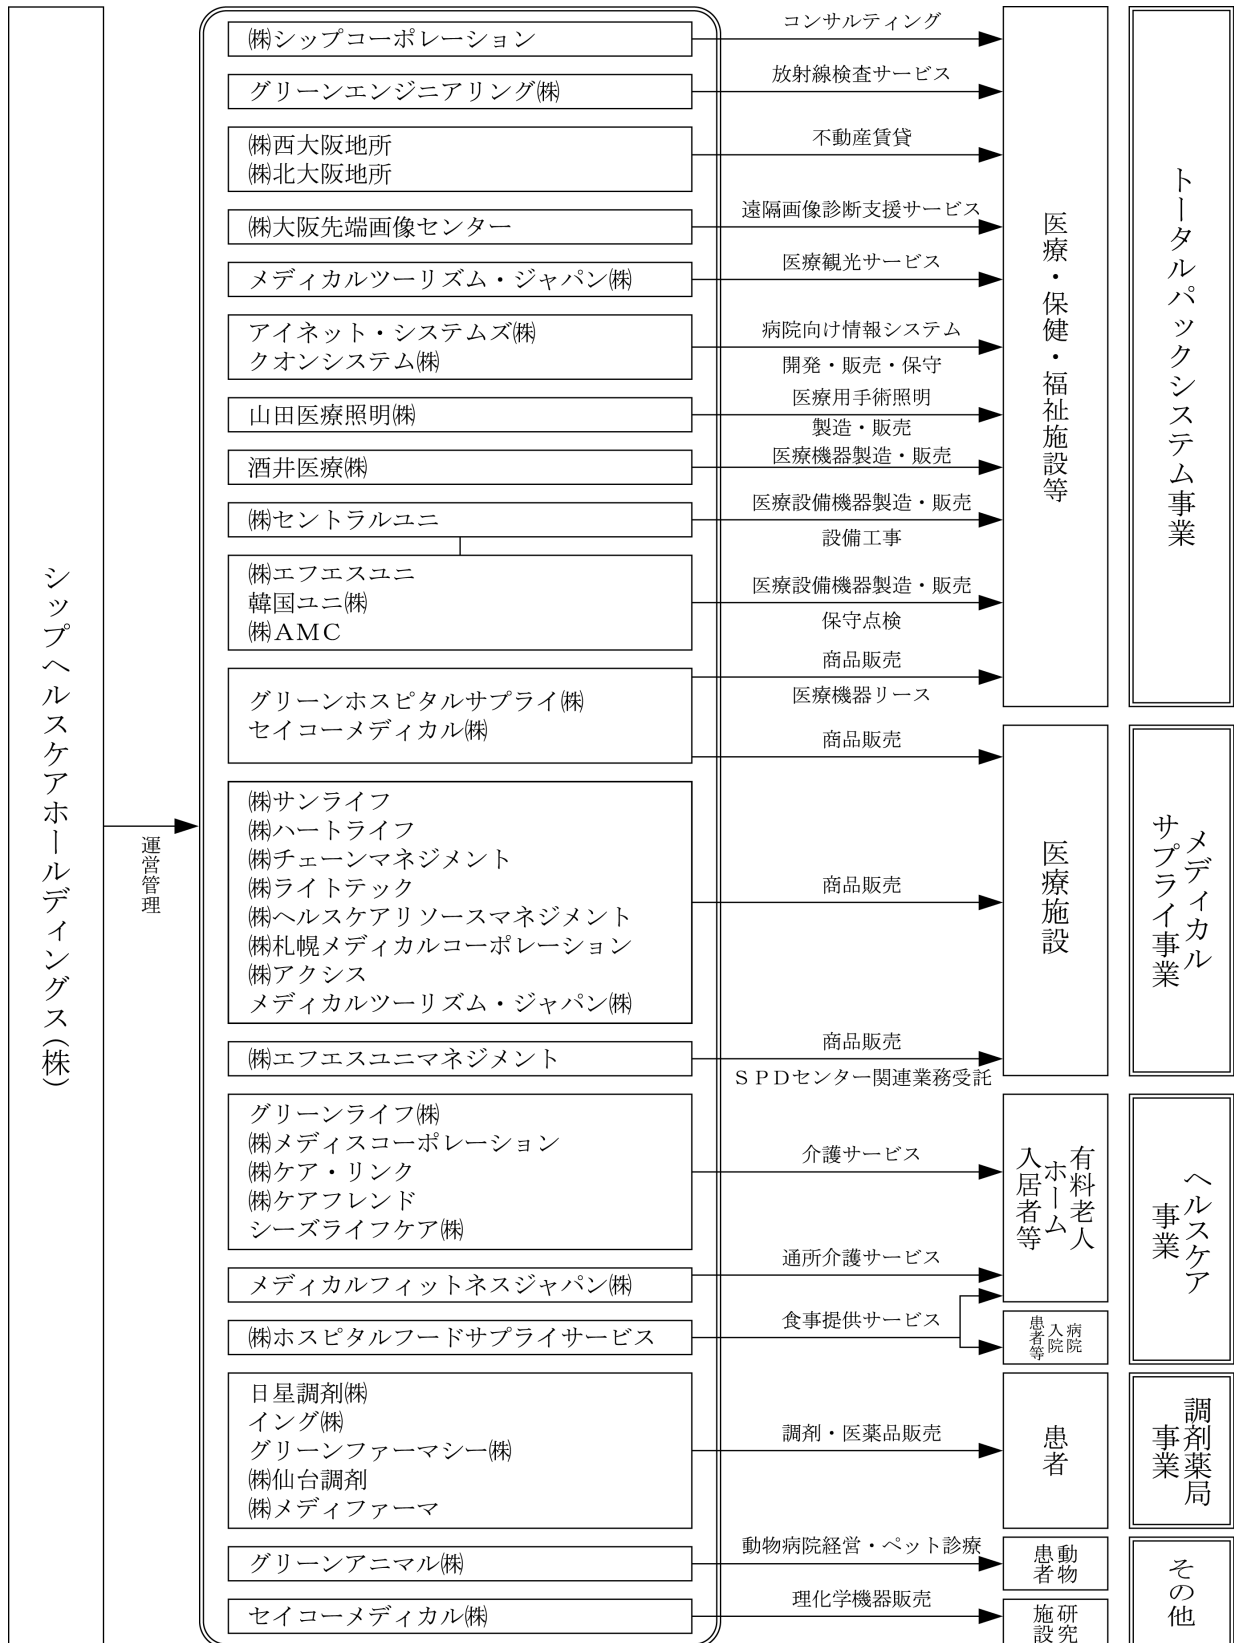 シップヘルスケアホールディングス(株)
運営管理
㈱シップコーポレーション
コンサルティング
グリーンエンジニアリング㈱
放射線検査サービス
㈱西大阪地所
㈱北大阪地所
不動産賃貸
㈱大阪先端画像センター
遠隔画像診断支援サービス
メディカルツーリズム・ジャパン㈱
医療観光サービス
アイネット・システムズ㈱
クオンシステム㈱
病院向け情報システム
開発・販売・保守
山田医療照明㈱
医療用手術照明
製造・販売
酒井医療㈱
医療機器製造・販売
㈱セントラルユニ
医療設備機器製造・販売
設備工事
㈱エフエスユニ
韓国ユニ㈱
㈱AMC
医療設備機器製造・販売
保守点検
グリーンホスピタルサプライ㈱
セイコーメディカル㈱
商品販売
医療機器リース
商品販売
医療・保健・福祉施設等
トータルパックシステム事業
㈱サンライフ
㈱ハートライフ
㈱チェーンマネジメント
㈱ライトテック
㈱ヘルスケアリソースマネジメント
㈱札幌メディカルコーポレーション
㈱アクシス
メディカルツーリズム・ジャパン㈱
商品販売
㈱エフエスユニマネジメント
商品販売
SPDセンター関連業務受託
医療施設
メディカル
サプライ事業
グリーンライフ㈱
㈱メディスコーポレーション
㈱ケア・リンク
㈱ケアフレンド
シーズライフケア㈱
介護サービス
メディカルフィットネスジャパン㈱
通所介護サービス
㈱ホスピタルフードサプライサービス
食事提供サービス
有料老人
ホーム
入居者等
病院
入院
患者等
ヘルスケア
事業
日星調剤㈱
イング㈱
グリーンファーマシー㈱
㈱仙台調剤
㈱メディファーマ
調剤・医薬品販売
患者
調剤薬局
事業
グリーンアニマル㈱
動物病院経営・ペット診療
動物
患者
セイコーメディカル㈱
理化学機器販売
研究
施設
その他